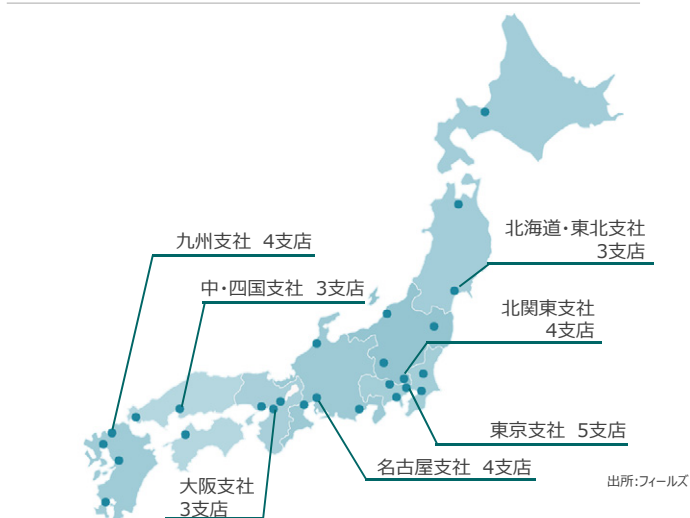 北海道・東北支社
3支店
九州支社 4支店
中・四国支社 3支店
北関東支社
4支店
東京支社 5支店
名古屋支社 4支店
大阪支社
3支店
出所:フィールズ